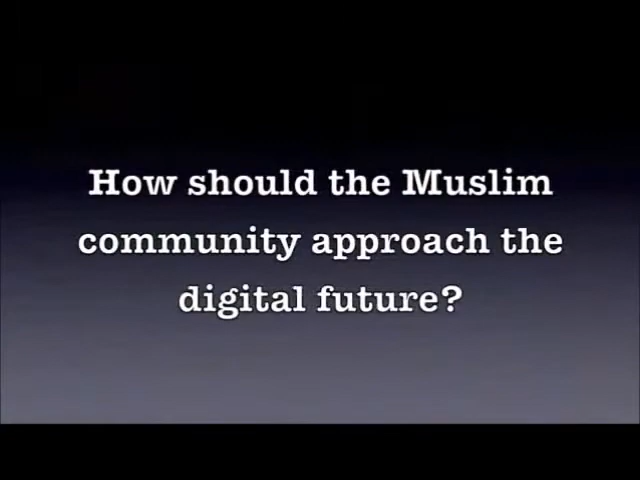 How should the Muslim
community approach the
digital future?